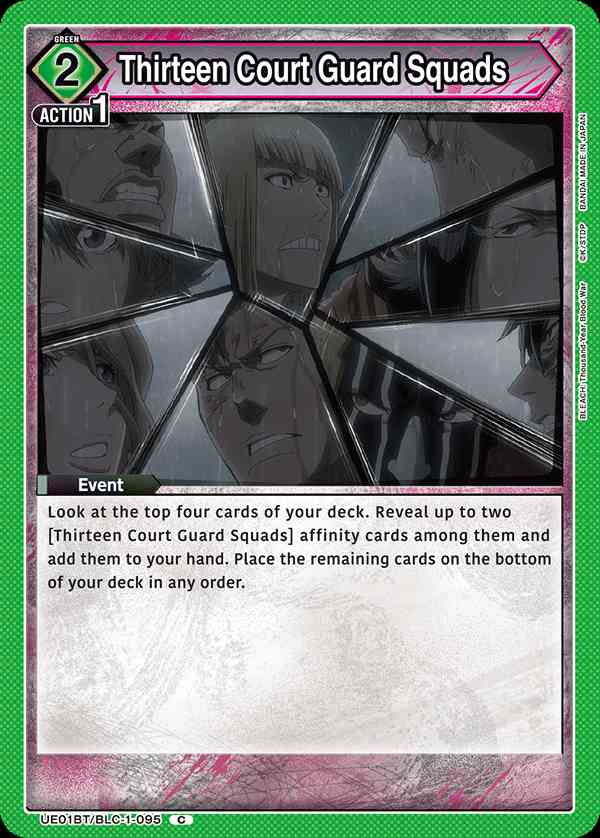 GREEN
2
Thirteen Court Guard Squads
ACTION 1
BANDAI MADE IN JAPAN
©K/STDP
BLEACH: Thousand-Year Blood War
Event
Look at the top four cards of your deck. Reveal up to two
[Thirteen Court Guard Squads] affinity cards among them and
add them to your hand. Place the remaining cards on the bottom
of your deck in any order.
UE01BT/BLC-1-095 C